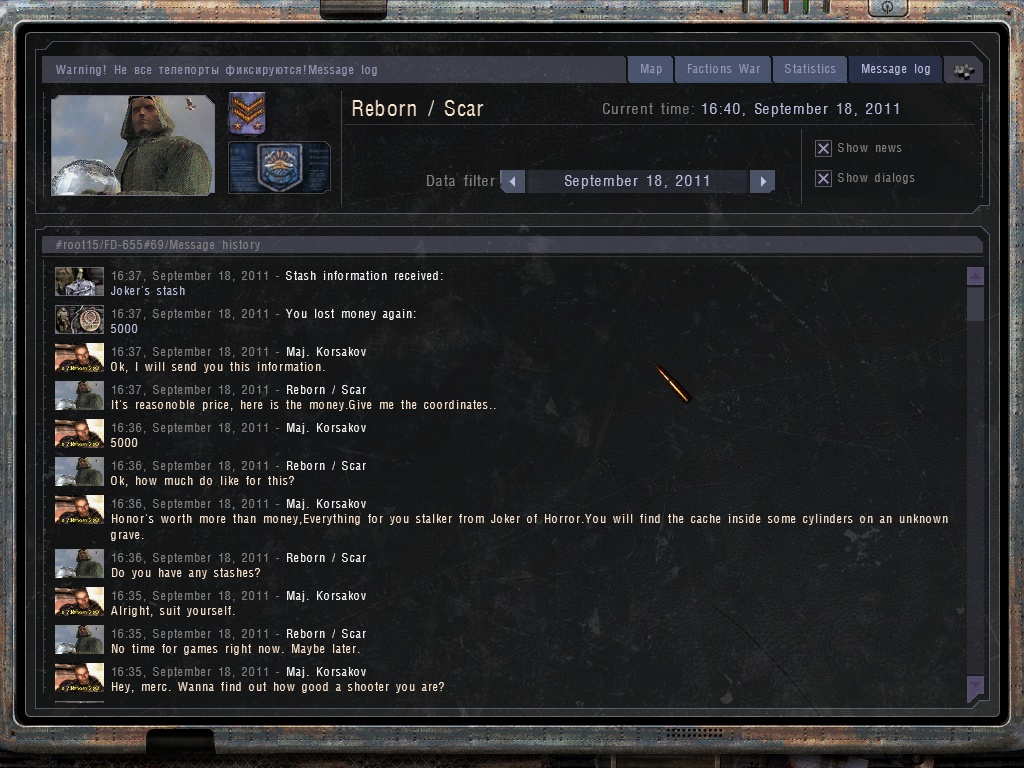 Warning! Не все телепорты фиксируются!Message log
Map
Factions War
Statistics
Message log
Reborn / Scar
Current time: 16:40, September 18, 2011
Show news
Data filter
September 18, 2011
Show dialogs
#root15/FD-655#69/Message history
16:37, September 18, 2011 - Stash information received:
Joker's stash
16:37, September 18, 2011 - You lost money again:
5000
16:37, September 18, 2011 - Maj. Korsakov
Ok, I will send you this information.
16:37, September 18, 2011 - Reborn / Scar
It's reasonoble price, here is the money.Give me the coordinates..
16:36, September 18, 2011 - Maj. Korsakov
5000
16:36, September 18, 2011 - Reborn / Scar
Ok, how much do like for this?
16:36, September 18, 2011 - Maj. Korsakov
Honor's worth more than money,Everything for you stalker from Joker of Horror.You will find the cache inside some cylinders on an unknown
grave.
16:36, September 18, 2011 - Reborn / Scar
Do you have any stashes?
16:35, September 18, 2011 - Maj. Korsakov
Alright, suit yourself.
16:35, September 18, 2011 - Reborn / Scar
No time for games right now. Maybe later.
16:35, September 18, 2011 - Maj. Korsakov
Hey, merc. Wanna find out how good a shooter you are?